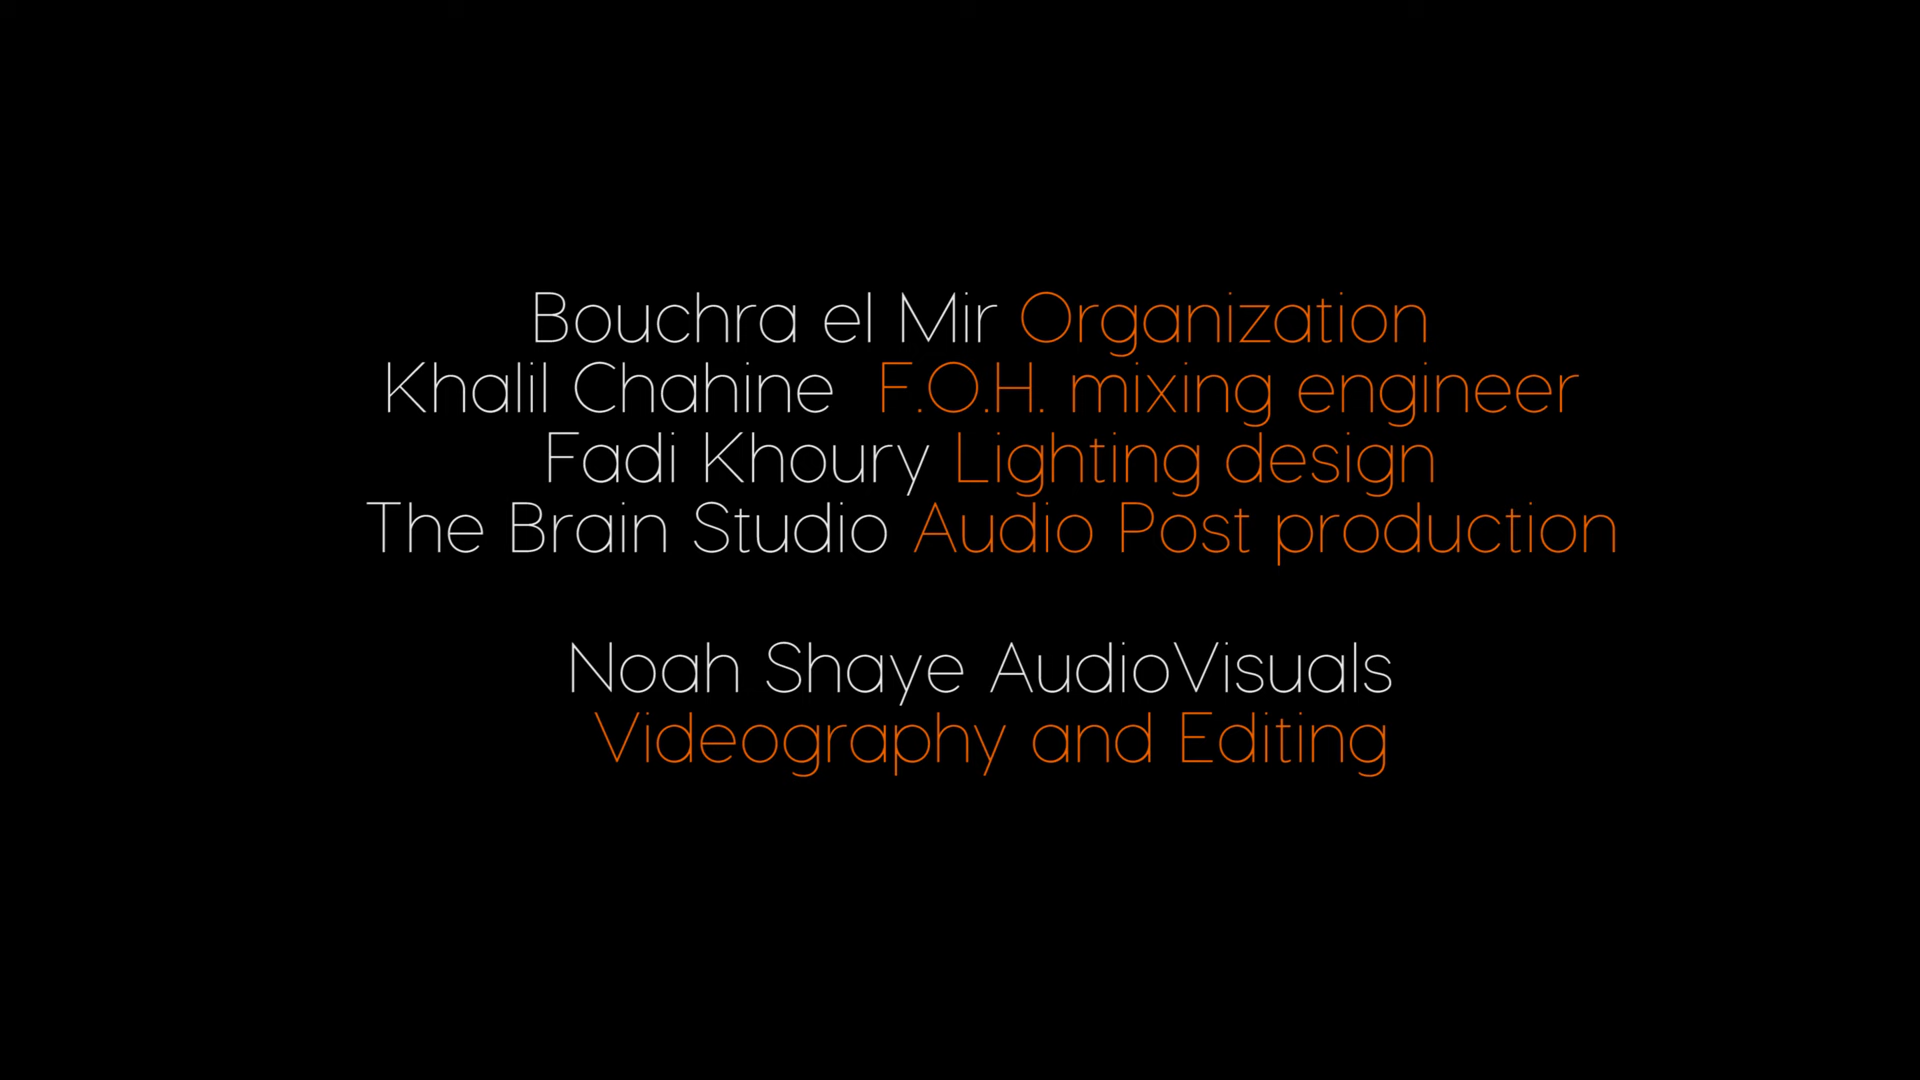 Bouchra el Mir Organization
Khalil Chahine  F.O.H. mixing engineer
Fadi Khoury Lighting design
The Brain Studio Audio Post production
Noah Shaye AudioVisuals
Videography and Editing